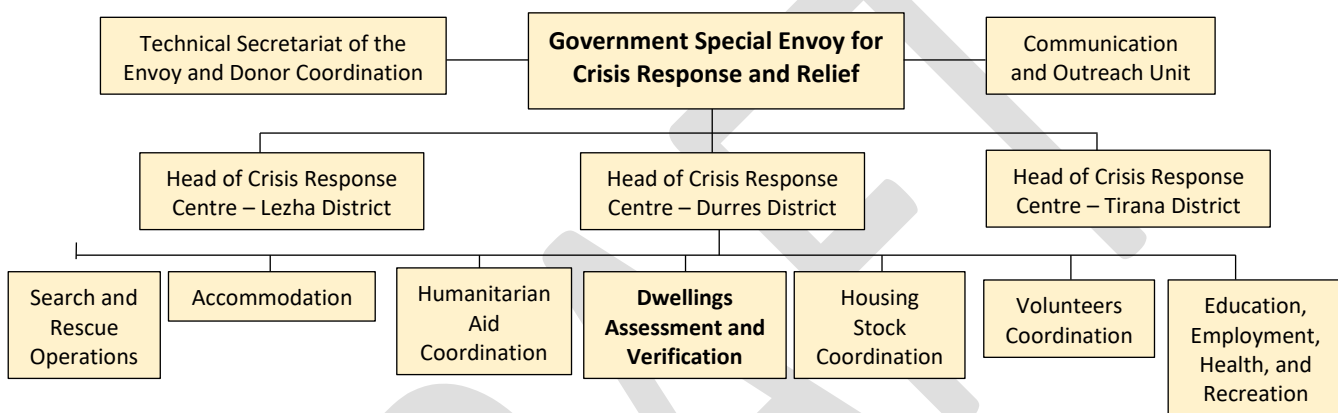 Technical Secretariat of the
Envoy and Donor Coordination
Government Special Envoy for
Crisis Response and Relief
Communication
and Outreach Unit
Head of Crisis Response
Centre – Lezha District
Head of Crisis Response
Centre – Durres District
Head of Crisis Response
Centre – Tirana District
Search and
Rescue
Operations
Accommodation
Humanitarian
Aid
Coordination
Dwellings
Assessment and
Verification
Housing
Stock
Coordination
Volunteers
Coordination
Education,
Employment,
Health, and
Recreation